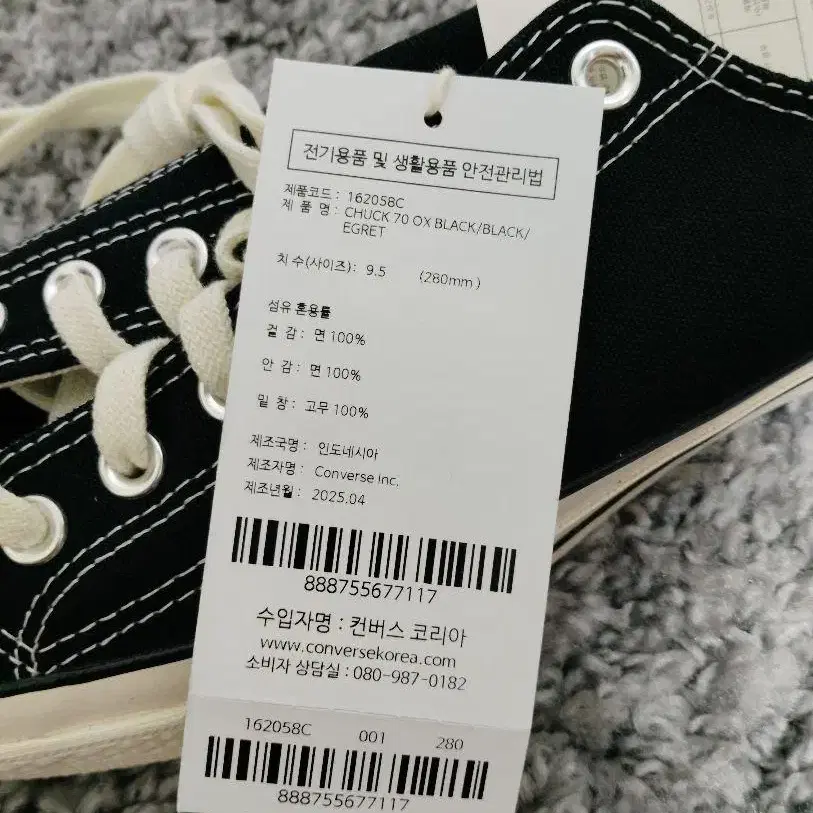 전기용품 및 생활용품 안전관리법
제품코드 : 162058C
제 품 명 : CHUCK 70 OX BLACK/BLACK/
EGRET
치 수(사이즈) : 9.5 (280mm)
섬유 혼용률
겉 감 : 면 100%
안 감 : 면 100%
밑 창 : 고무 100%
제조국명 : 인도네시아
제조자명 : Converse Inc.
제조년월 : 2025.04
888755677117
수입자명 : 컨버스 코리아
www.conversekorea.com
소비자 상담실 : 080-987-0182
162058C 001 280
888755677117